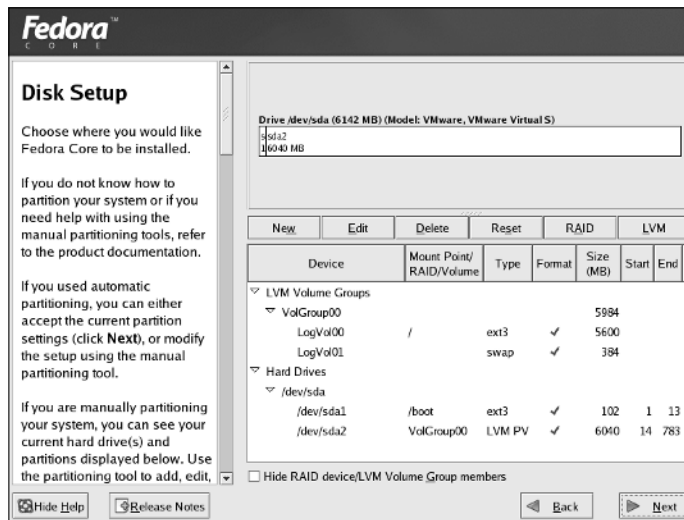 Fedora™
CORE
Disk Setup
Choose where you would like
Fedora Core to be installed.
If you do not know how to
partition your system or if you
need help with using the
manual partitioning tools, refer
to the product documentation.
If you used automatic
partitioning, you can either
accept the current partition
settings (click Next), or modify
the setup using the manual
partitioning tool.
If you are manually partitioning
your system, you can see your
current hard drive(s) and
partitions displayed below. Use
the partitioning tool to add, edit,
Drive /dev/sda (6142 MB) (Model: VMware, VMware Virtual S)
s sda2
1 6040 MB
New Edit Delete Reset RAID LVM
Device Mount Point/ RAID/Volume Type Format Size (MB) Start End
LVM Volume Groups
VolGroup00 5984
LogVol00 / ext3 ✓ 5600
LogVol01 swap ✓ 384
Hard Drives
/dev/sda
/dev/sda1 /boot ext3 ✓ 102 1 13
/dev/sda2 VolGroup00 LVM PV ✓ 6040 14 783
Hide RAID device/LVM Volume Group members
Hide Help Release Notes Back Next